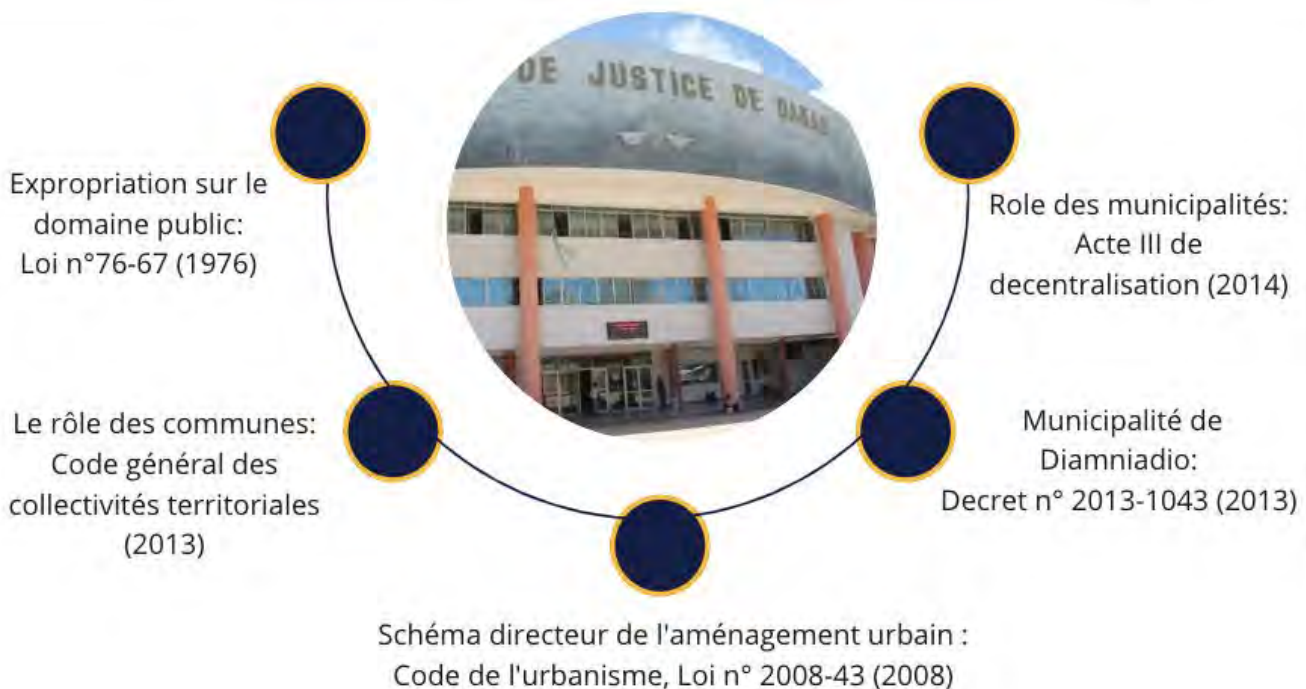 DE JUSTICE DE DAKAR
Expropriation sur le
domaine public:
Loi n°76-67 (1976)
Role des municipalités:
Acte III de
decentralisation (2014)
Le rôle des communes:
Code général des
collectivités territoriales
(2013)
Municipalité de
Diamniadio:
Decret n° 2013-1043 (2013)
Schéma directeur de l'aménagement urbain :
Code de l'urbanisme, Loi n° 2008-43 (2008)